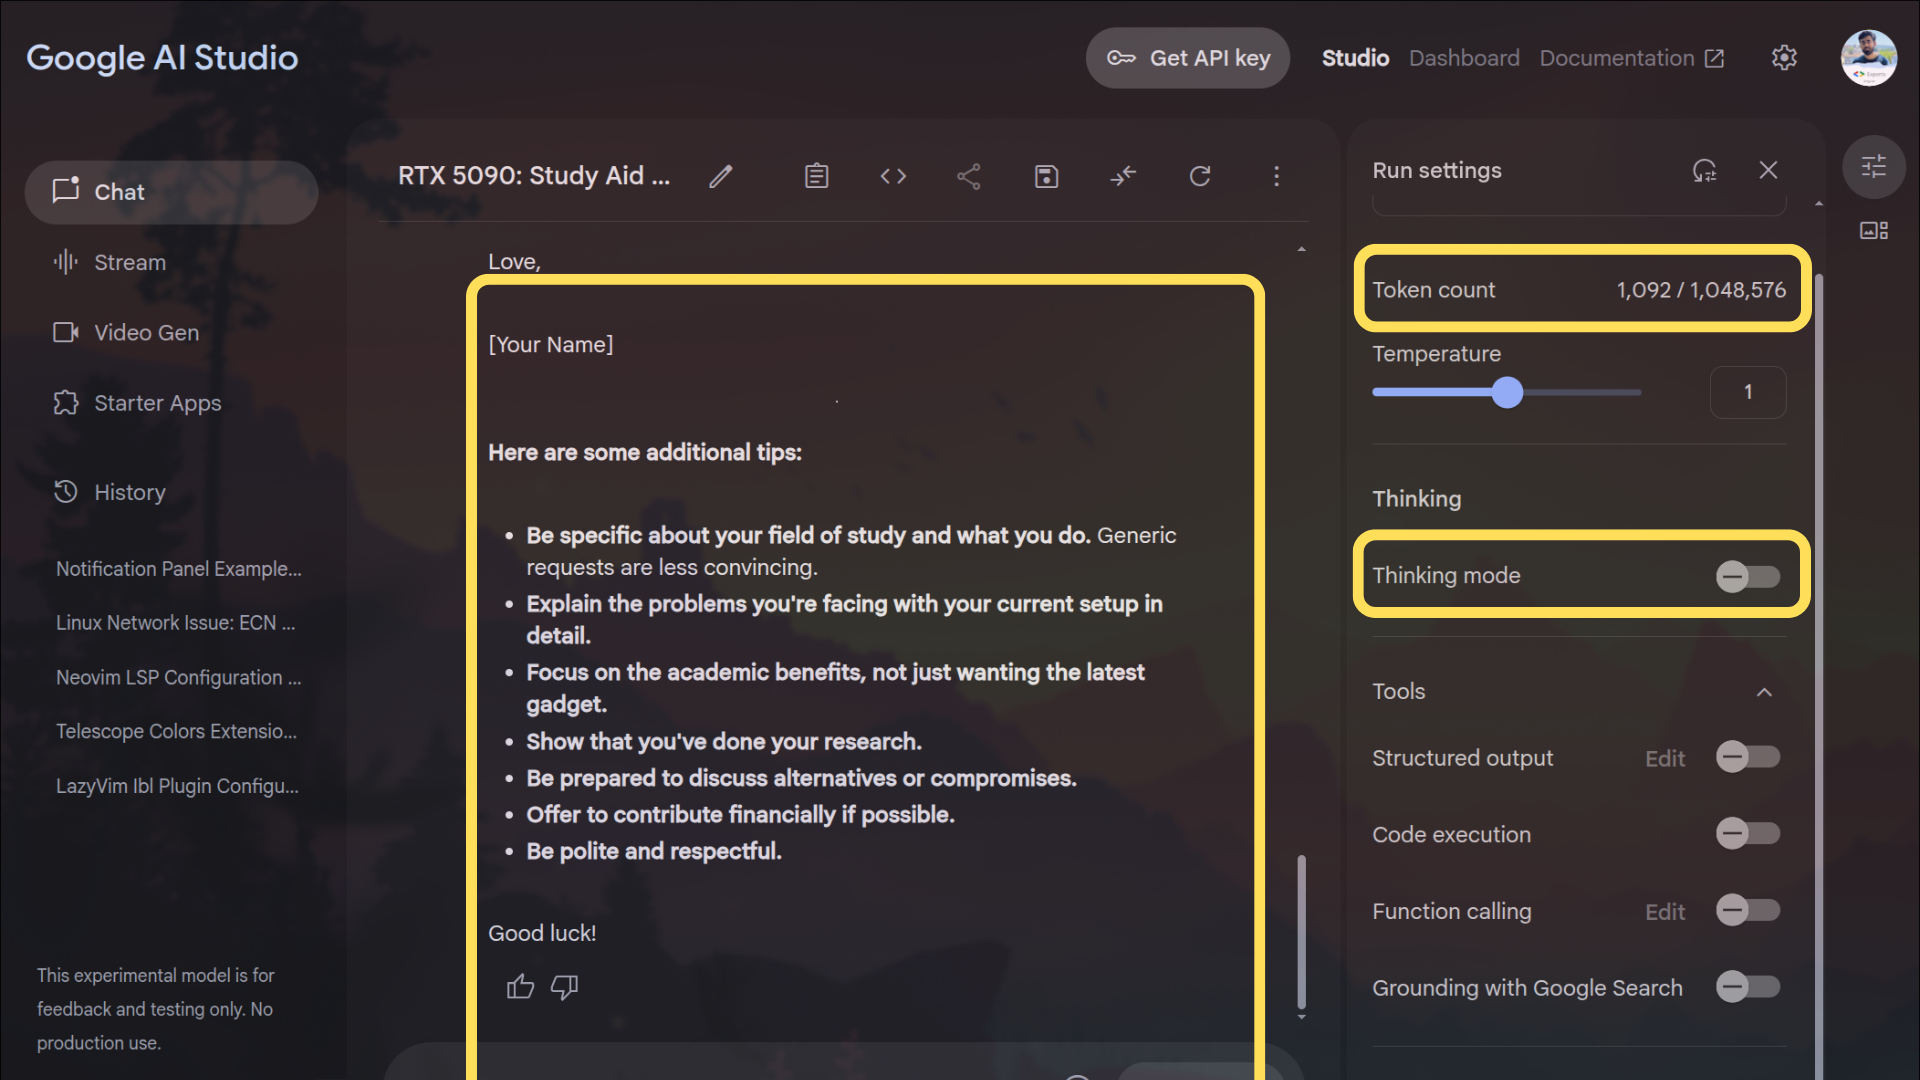 Google AI Studio
Get API key
Studio
Dashboard
Documentation
Chat
Stream
Video Gen
Starter Apps
History
Notification Panel Example...
Linux Network Issue: ECN ...
Neovim LSP Configuration ...
Telescope Colors Extensio...
LazyVim Ibl Plugin Configu...
This experimental model is for
feedback and testing only. No
production use.
RTX 5090: Study Aid ...
Love,
[Your Name]
Here are some additional tips:
• Be specific about your field of study and what you do. Generic
requests are less convincing.
• Explain the problems you're facing with your current setup in
detail.
• Focus on the academic benefits, not just wanting the latest
gadget.
• Show that you've done your research.
• Be prepared to discuss alternatives or compromises.
• Offer to contribute financially if possible.
• Be polite and respectful.
Good luck!
Run settings
Token count 1,092 / 1,048,576
Temperature
1
Thinking
Thinking mode
Tools
Structured output Edit
Code execution
Function calling Edit
Grounding with Google Search